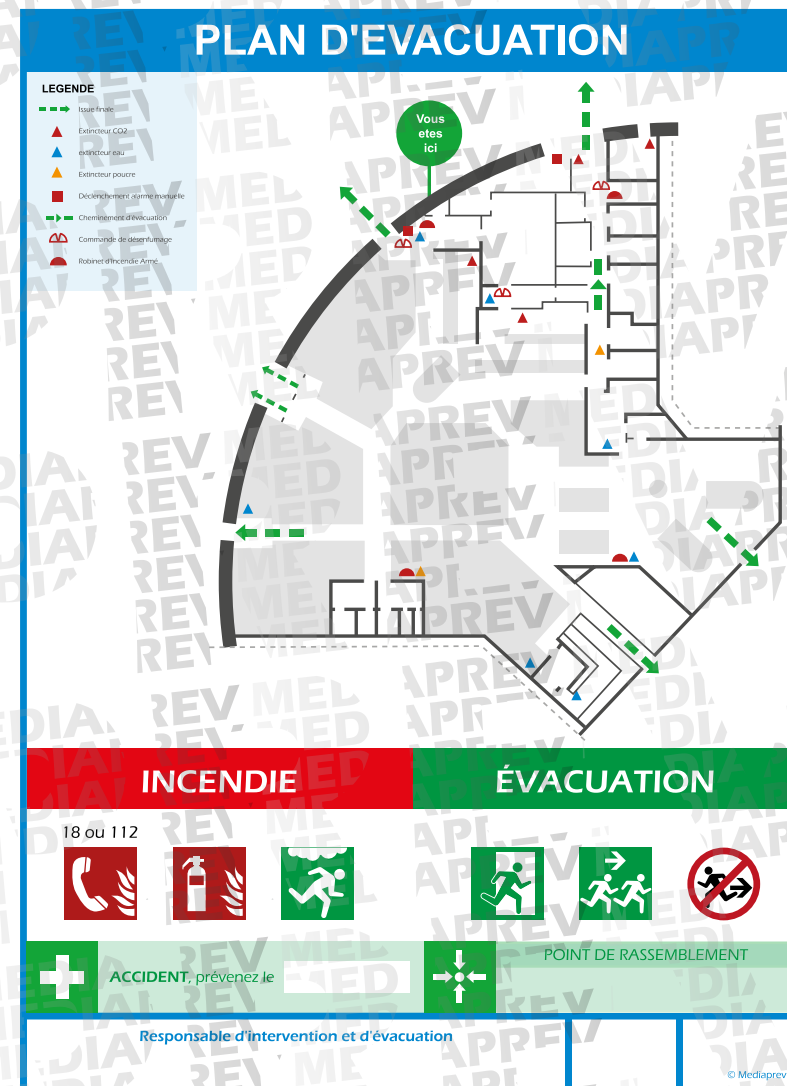 PLAN D'EVACUATION
LEGENDE
Issue finale
Extincteur CO2
extincteur eau
Extincteur poucre
Déclenchement alarme manuelle
Cheminement d'évacuation
Commande de désenfumage
Robinet d'Incendie Armé
Vous
etes
ici
INCENDIE
ÉVACUATION
18 ou 112
ACCIDENT, prévenez le
POINT DE RASSEMBLEMENT
Responsable d'intervention et d'évacuation
© Mediaprev